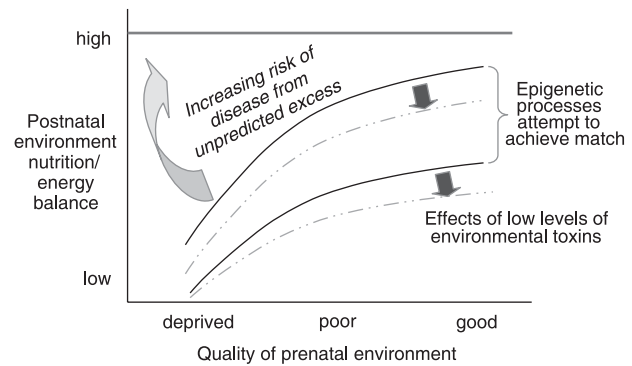 high
Increasing risk of
disease from
unpredicted excess
Postnatal
environment
nutrition/
energy
balance
Epigenetic
processes
attempt to
achieve match
Effects of low levels of
environmental toxins
low
deprived
poor
good
Quality of prenatal environment